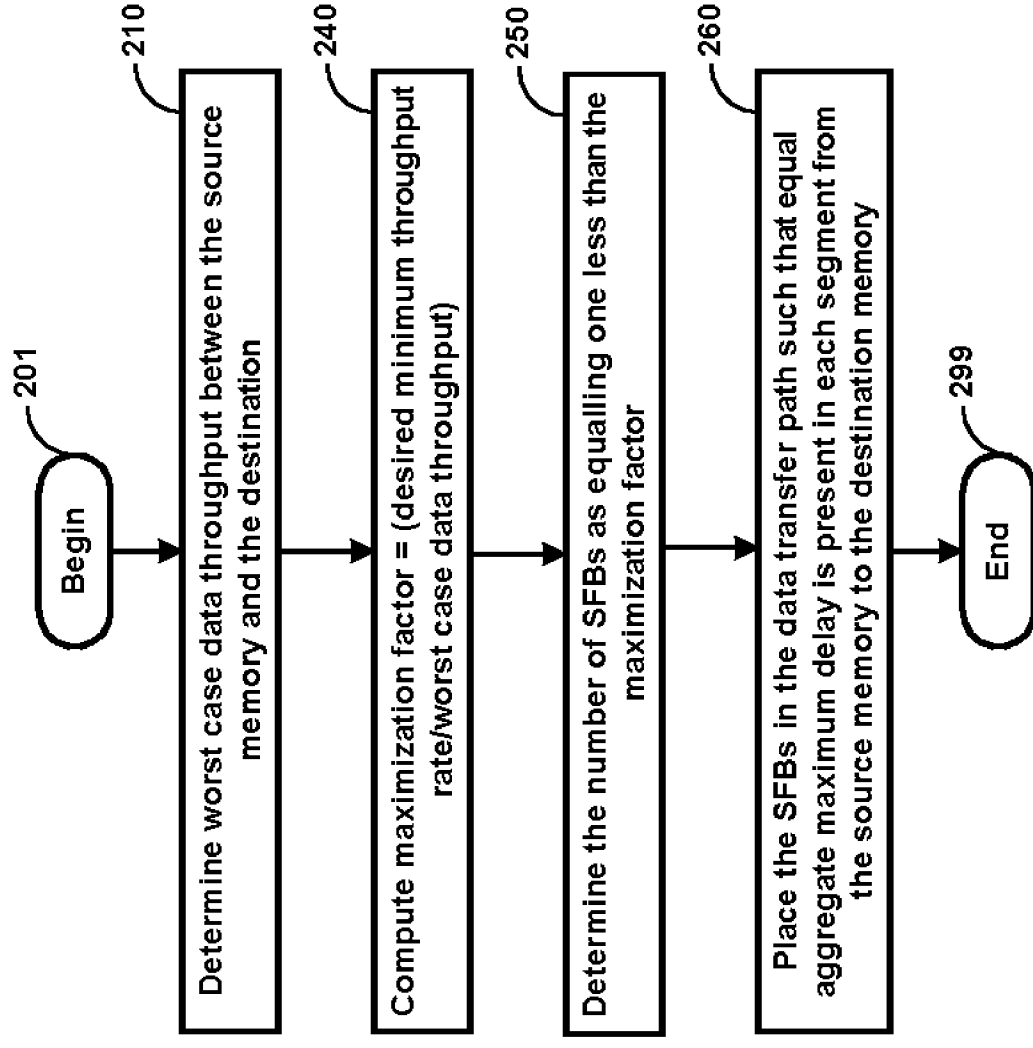 Begin
201
210
Determine worst case data throughput between the source
memory and the destination
240
Compute maximization factor = (desired minimum throughput
rate/worst case data throughput)
250
Determine the number of SFBs as equalling one less than the
maximization factor
260
Place the SFBs in the data transfer path such that equal
aggregate maximum delay is present in each segment from
the source memory to the destination memory
299
End